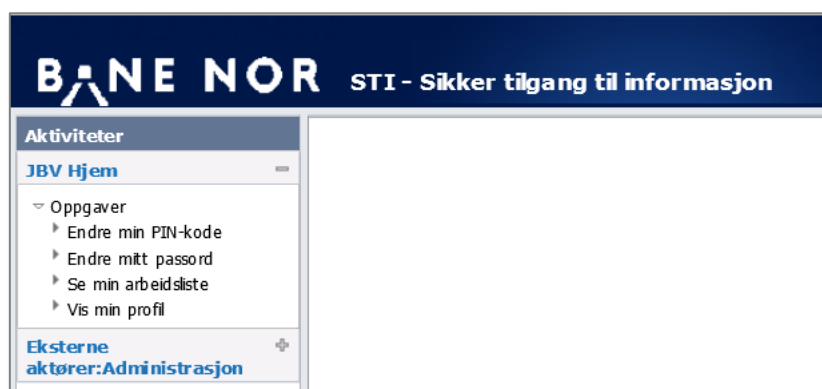 BANE NOR STI - Sikker tilgang til informasjon
Aktiviteter
JBV Hjem
Oppgaver
Endre min PIN-kode
Endre mitt passord
Se min arbeidsliste
Vis min profil
Eksterne
aktører:Administrasjon